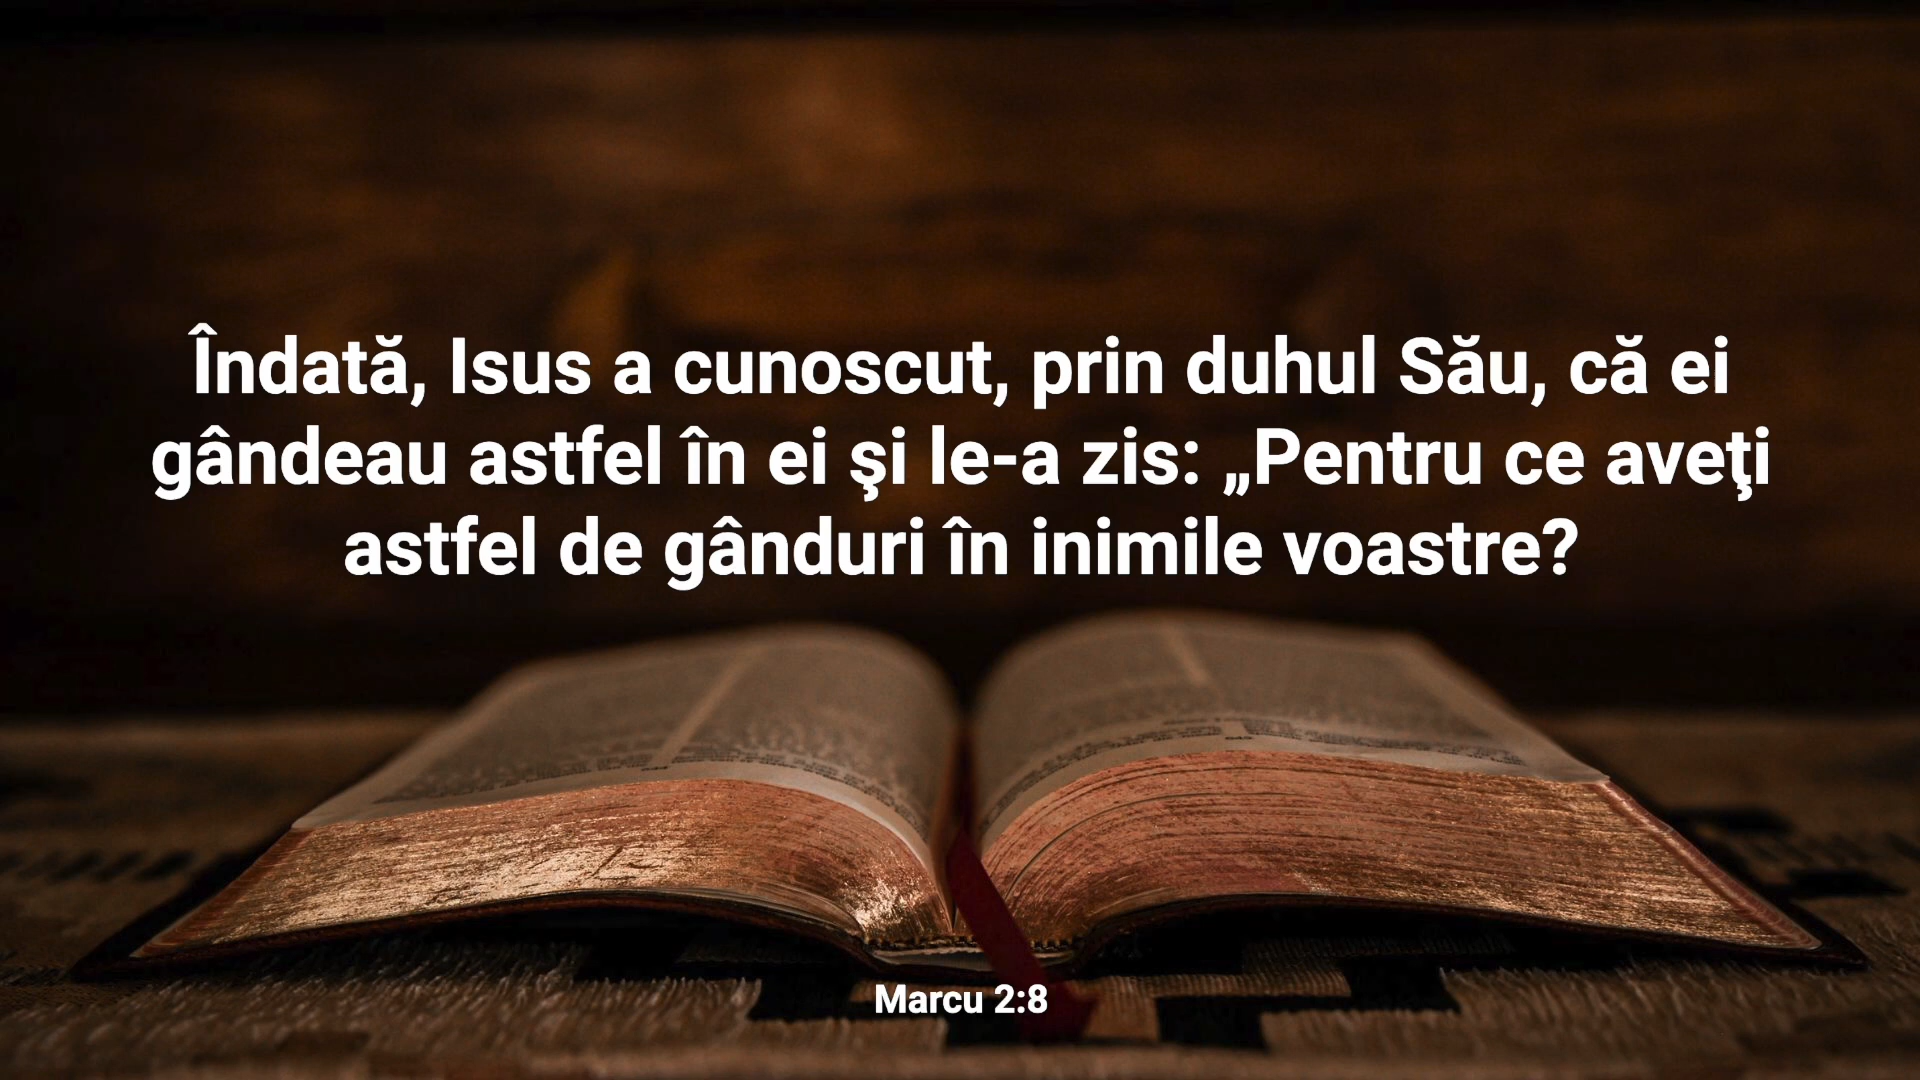 Îndată, Isus a cunoscut, prin duhul Său, că ei
gândeau astfel în ei şi le-a zis: „Pentru ce aveţi
astfel de gânduri în inimile voastre?
Marcu 2:8